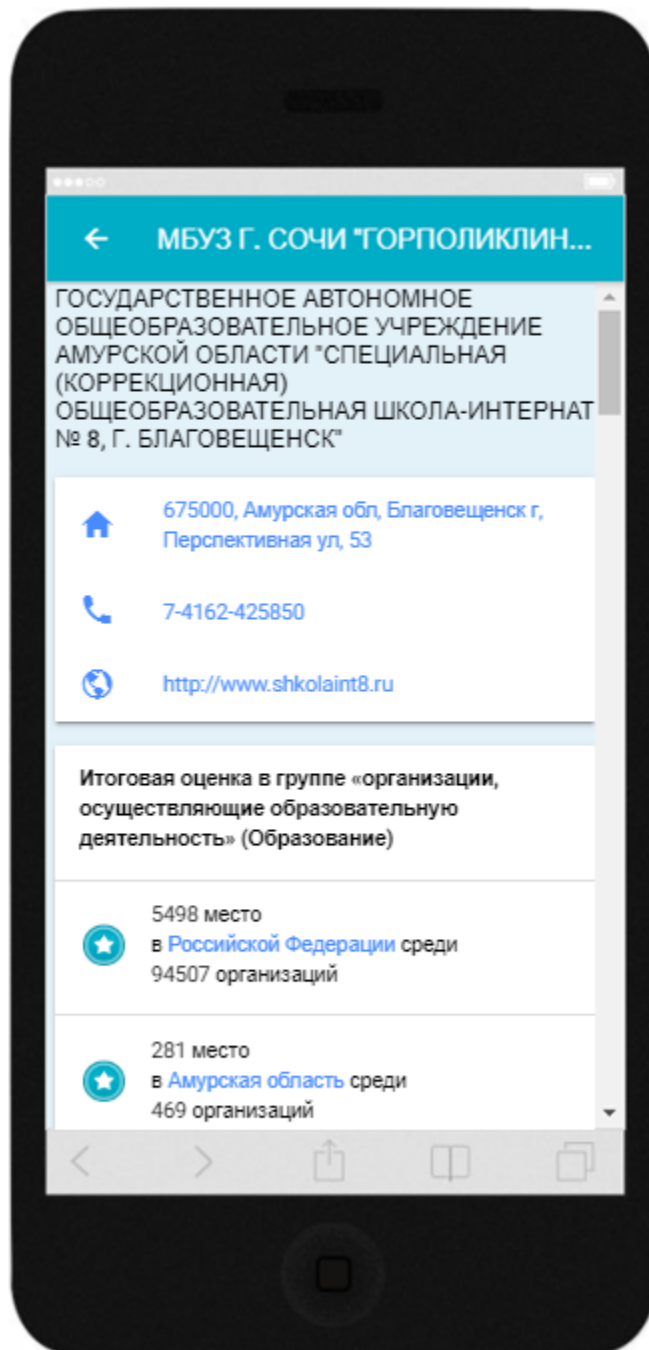 МБУЗ Г. СОЧИ "ГОРПОЛИКЛИН...
ГОСУДАРСТВЕННОЕ АВТОНОМНОЕ
ОБЩЕОБРАЗОВАТЕЛЬНОЕ УЧРЕЖДЕНИЕ
АМУРСКОЙ ОБЛАСТИ "СПЕЦИАЛЬНАЯ
(КОРРЕКЦИОННАЯ)
ОБЩЕОБРАЗОВАТЕЛЬНАЯ ШКОЛА-ИНТЕРНАТ
№ 8, Г. БЛАГОВЕЩЕНСК"
675000, Амурская обл, Благовещенск г,
Перспективная ул, 53
7-4162-425850
http://www.shkolaint8.ru
Итоговая оценка в группе «организации,
осуществляющие образовательную
деятельность» (Образование)
5498 место
в Российской Федерации среди
94507 организаций
281 место
в Амурская область среди
469 организаций